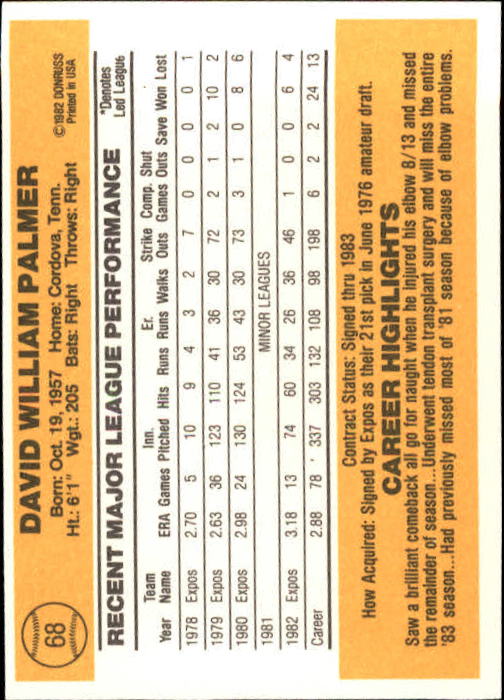 68
DAVID WILLIAM PALMER
©1982 DONRUSS
Printed in USA
Born: Oct. 19, 1957 Home: Cordova, Tenn.
Ht.: 6'1" Wgt.: 205 Bats: Right Throws: Right
RECENT MAJOR LEAGUE PERFORMANCE
*Denotes
Led League
Team Inn. Er. Strike Comp. Shut
Year Name ERA Games Pitched Hits Runs Runs Walks Outs Games Outs Save Won Lost
1978 Expos 2.70 5 10 9 4 3 2 7 0 0 0 0 1
1979 Expos 2.63 36 123 110 41 36 30 72 2 1 2 10 2
1980 Expos 2.98 24 130 124 53 43 30 73 3 1 0 8 6
1981 MINOR LEAGUES
1982 Expos 3.18 13 74 60 34 26 36 46 1 0 0 6 4
Career 2.88 78 337 303 132 108 98 198 6 2 2 24 13
Contract Status: Signed thru 1983
How Acquired: Signed by Expos as their 21st pick in June 1976 amateur draft.
CAREER HIGHLIGHTS
Saw a brilliant comeback all go for naught when he injured his elbow 8/13 and missed
the remainder of season...Underwent tendon transplant surgery and will miss the entire
'83 season...Had previously missed most of '81 season because of elbow problems.